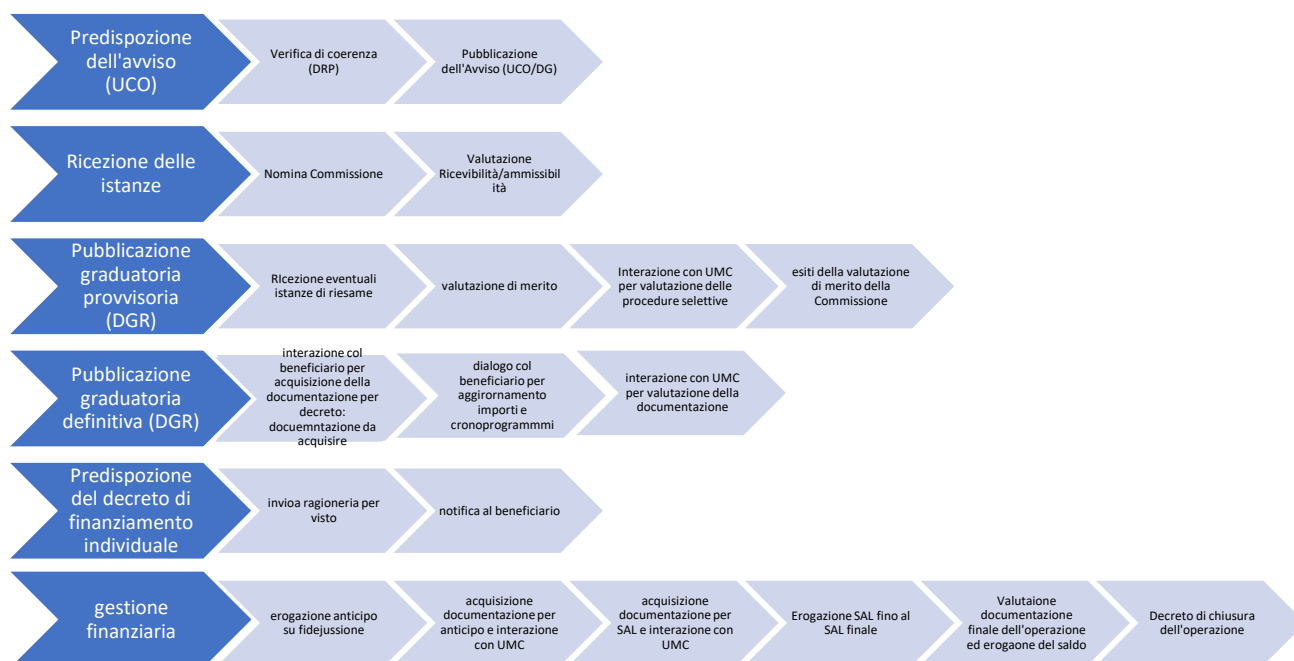 Predispozione
dell'avviso
(UCO)
Verifica di coerenza
(DRP)
Pubblicazione
dell'Avviso (UCO/DG)
Ricezione delle
istanze
Nomina Commissione
Valutazione
Ricevibilità/ammissibil
ità
Pubblicazione
graduatoria
provvisoria
(DGR)
RIcezione eventuali
istanze di riesame
valutazione di merito
Interazione con UMC
per valutazione delle
procedure selettive
esiti della valutazione
di merito della
Commissione
Pubblicazione
graduatoria
definitiva (DGR)
interazione col
beneficiario per
acquisizione della
documentazione per
decreto:
docuemntazione da
acquisire
dialogo col
beneficiario per
aggirornamento
importi e
cronoprogrammmi
interazione con UMC
per valutazione della
documentazione
Predispozione
del decreto di
finanziamento
individuale
invioa ragioneria per
visto
notifica al beneficiario
gestione
finanziaria
erogazione anticipo
su fidejussione
acquisizione
documentazione per
anticipo e interazione
con UMC
acquisizione
documentazione per
SAL e interazione con
UMC
Erogazione SAL fino al
SAL finale
Valutaione
documentazione
finale dell'operazione
ed erogaone del saldo
Decreto di chiusura
dell'operazione